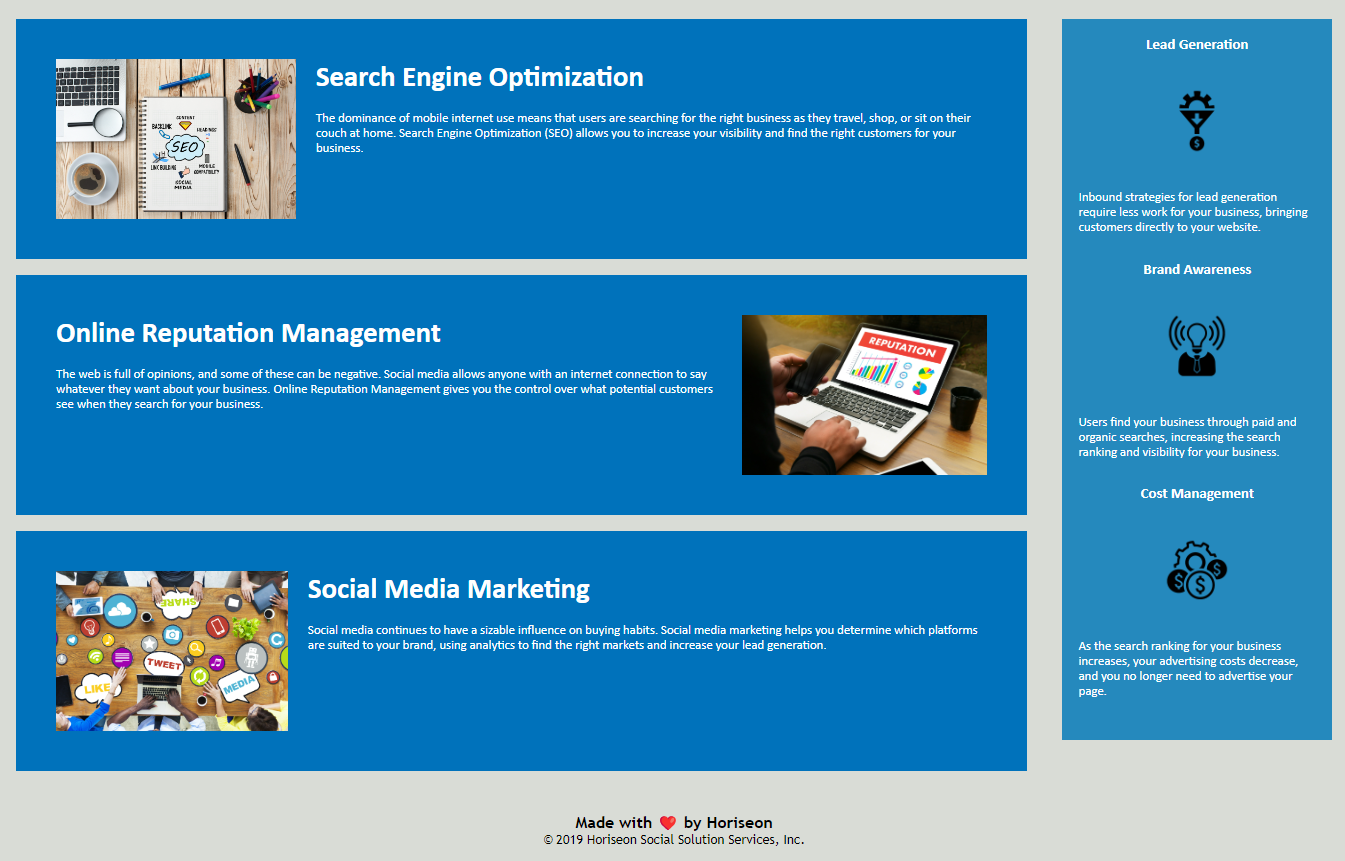 Search Engine Optimization
The dominance of mobile internet use means that users are searching for the right business as they travel, shop, or sit on their
couch at home. Search Engine Optimization (SEO) allows you to increase your visibility and find the right customers for your
business.
CONTENT
BACKLINK
HEADINGS
SEO
LINK BUILDING
MOBILE
COMPATIBILITY
SOCIAL
MEDIA
Online Reputation Management
The web is full of opinions, and some of these can be negative. Social media allows anyone with an internet connection to say
whatever they want about your business. Online Reputation Management gives you the control over what potential customers
see when they search for your business.
REPUTATION
Social Media Marketing
Social media continues to have a sizable influence on buying habits. Social media marketing helps you determine which platforms
are suited to your brand, using analytics to find the right markets and increase your lead generation.
SHARE
TWEET
LIKE
MEDIA
Lead Generation
$
Inbound strategies for lead generation
require less work for your business, bringing
customers directly to your website.
Brand Awareness
Users find your business through paid and
organic searches, increasing the search
ranking and visibility for your business.
Cost Management
$ $ $
As the search ranking for your business
increases, your advertising costs decrease,
and you no longer need to advertise your
page.
Made with ❤️ by Horiseon
© 2019 Horiseon Social Solution Services, Inc.